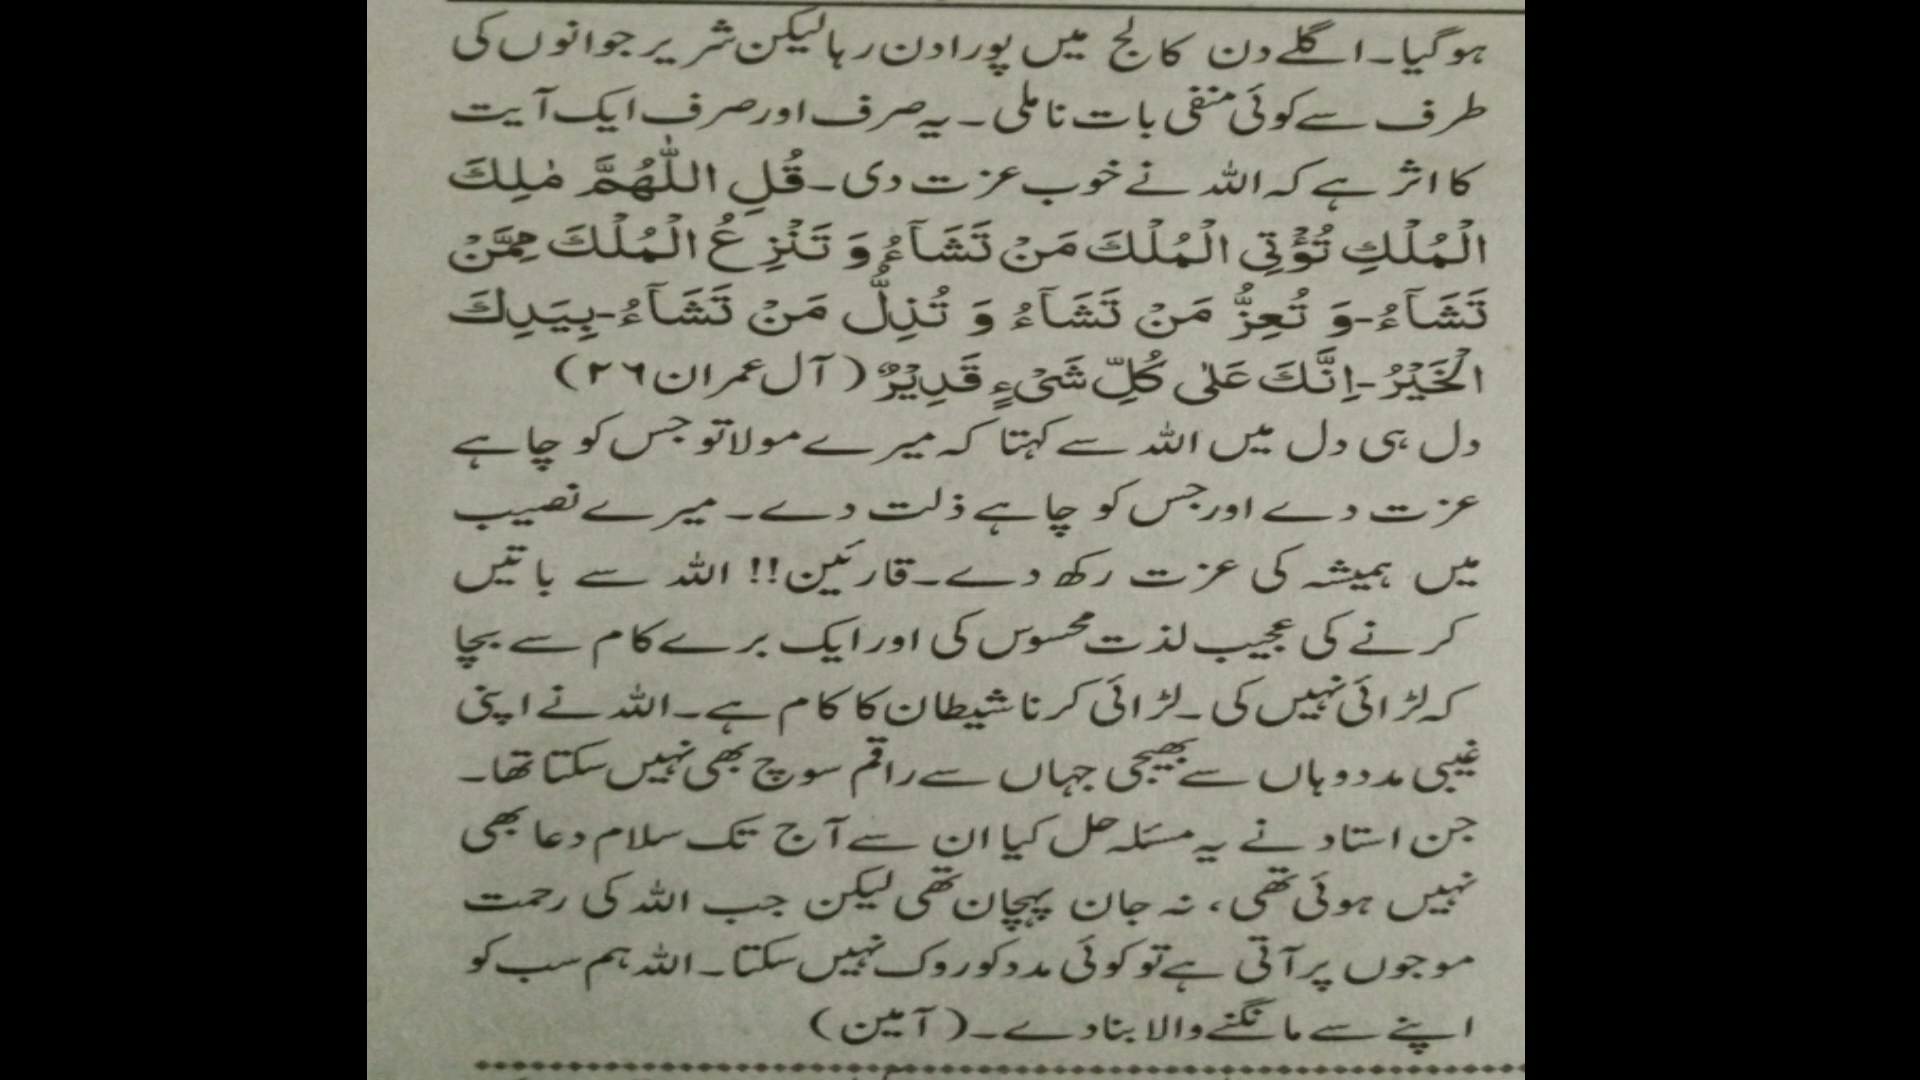 ہوگیا۔ اگلے دن کالج میں پورا دن رہا لیکن شریر جوانوں کی
طرف سے کوئی منفی بات نا ملی۔ یہ صرف اور صرف ایک آیت
کا اثر ہے کہ اللہ نے خوب عزت دی۔ قُلِ اللّٰهُمَّ مٰلِكَ
الْمُلْكِ تُؤْتِی الْمُلْكَ مَنْ تَشَآءُ وَ تَنْزِعُ الْمُلْكَ مِمَّنْ
تَشَآءُ-وَ تُعِزُّ مَنْ تَشَآءُ وَ تُذِلُّ مَنْ تَشَآءُ-بِیَدِكَ
الْخَیْرُ-اِنَّكَ عَلٰى كُلِّ شَیْءٍ قَدِیْرٌ (آل عمران ۲۶)
دل ہی دل میں اللہ سے کہتا کہ میرے مولا تو جس کو چاہے
عزت دے اور جس کو چاہے ذلت دے۔ میرے نصیب
میں ہمیشہ کی عزت رکھ دے۔ قارئین!! اللہ سے باتیں
کرنے کی عجیب لذت محسوس کی اور ایک برے کام سے بچا
کہ لڑائی نہیں کی۔ لڑائی کرنا شیطان کا کام ہے۔ اللہ نے اپنی
غیبی مدد وہاں سے بھیجی جہاں سے راقم سوچ بھی نہیں سکتا تھا۔
جن استاد نے یہ مسئلہ حل کیا ان سے آج تک سلام دعا بھی
نہیں ہوئی تھی، نہ جان پہچان تھی لیکن جب اللہ کی رحمت
موجوں پر آتی ہے تو کوئی مدد کو روک نہیں سکتا۔ اللہ ہم سب کو
اپنے سے مانگنے والا بنا دے۔ (آمین)